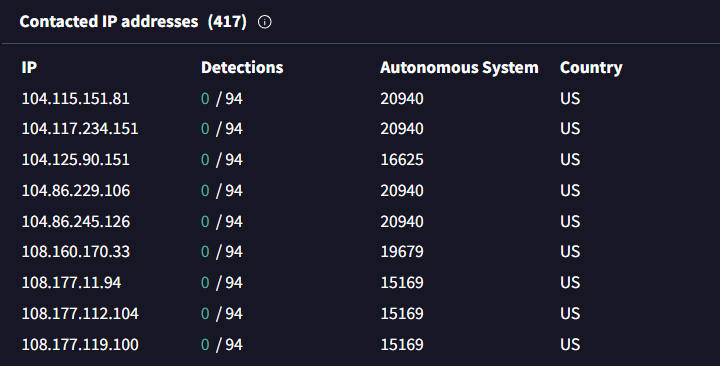 Contacted IP addresses (417)
IP Detections Autonomous System Country
104.115.151.81 0 / 94 20940 US
104.117.234.151 0 / 94 20940 US
104.125.90.151 0 / 94 16625 US
104.86.229.106 0 / 94 20940 US
104.86.245.126 0 / 94 20940 US
108.160.170.33 0 / 94 19679 US
108.177.11.94 0 / 94 15169 US
108.177.112.104 0 / 94 15169 US
108.177.119.100 0 / 94 15169 US